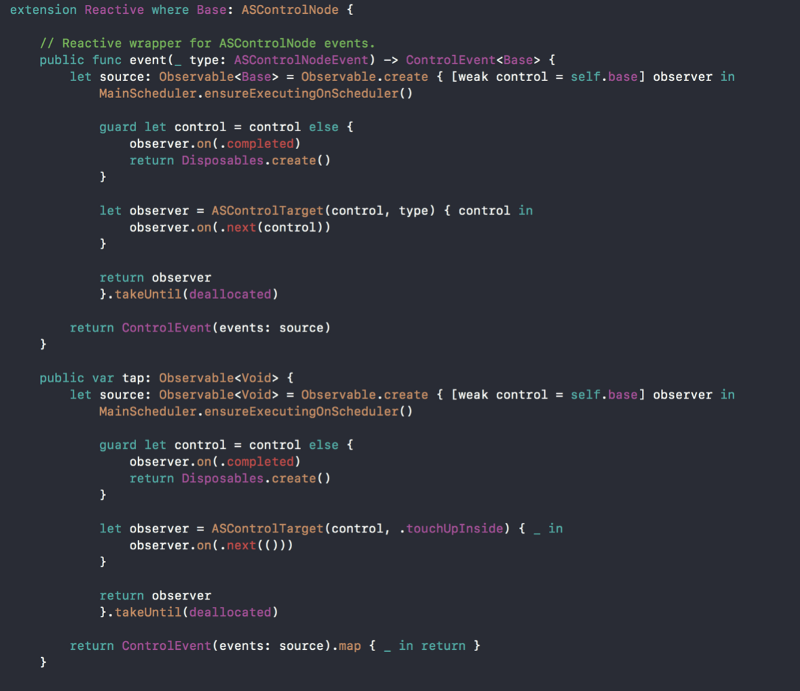 extension Reactive where Base: ASControlNode {
// Reactive wrapper for ASControlNode events.
public func event(_ type: ASControlNodeEvent) -> ControlEvent<Base> {
let source: Observable<Base> = Observable.create { [weak control = self.base] observer in
MainScheduler.ensureExecutingOnScheduler()
guard let control = control else {
observer.on(.completed)
return Disposables.create()
}
let observer = ASControlTarget(control, type) { control in
observer.on(.next(control))
}
return observer
}.takeUntil(deallocated)
return ControlEvent(events: source)
}
public var tap: Observable<Void> {
let source: Observable<Void> = Observable.create { [weak control = self.base] observer in
MainScheduler.ensureExecutingOnScheduler()
guard let control = control else {
observer.on(.completed)
return Disposables.create()
}
let observer = ASControlTarget(control, .touchUpInside) { _ in
observer.on(.next(()))
}
return observer
}.takeUntil(deallocated)
return ControlEvent(events: source).map { _ in return }
}